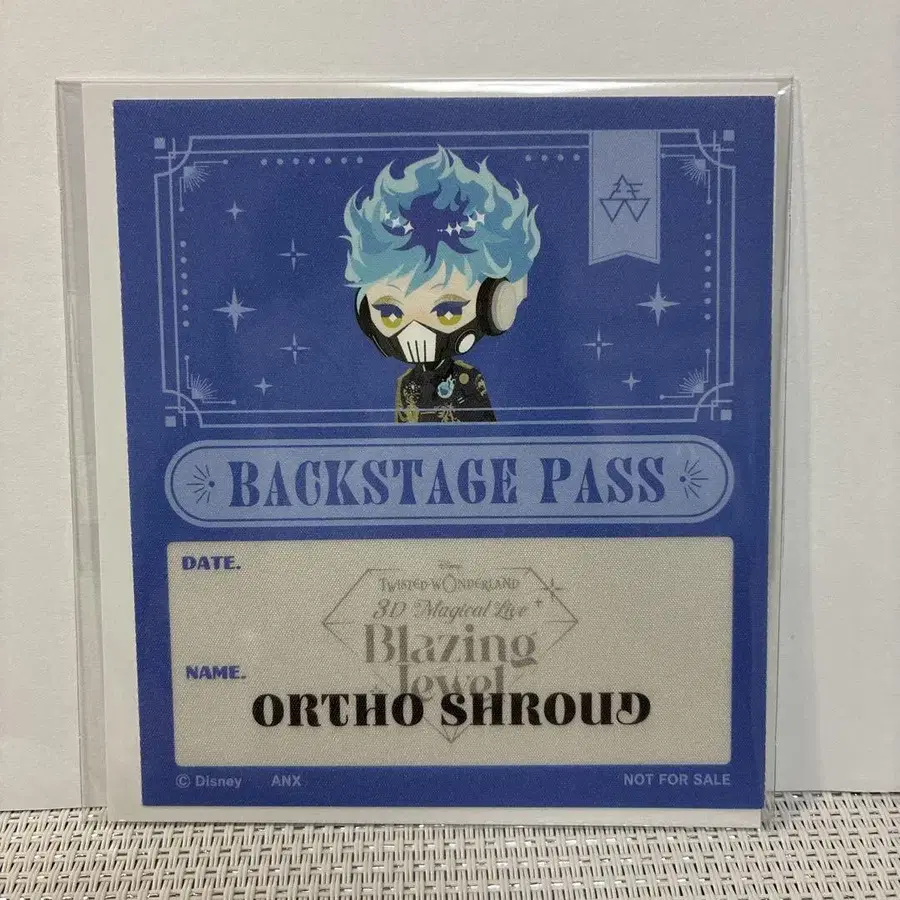 BACKSTAGE PASS
DATE.
Disney
TWISTED-WONDERLAND
3D Magical Live
Blazing
Jewel
NAME.
ORTHO SHROUD
© Disney ANX
NOT FOR SALE